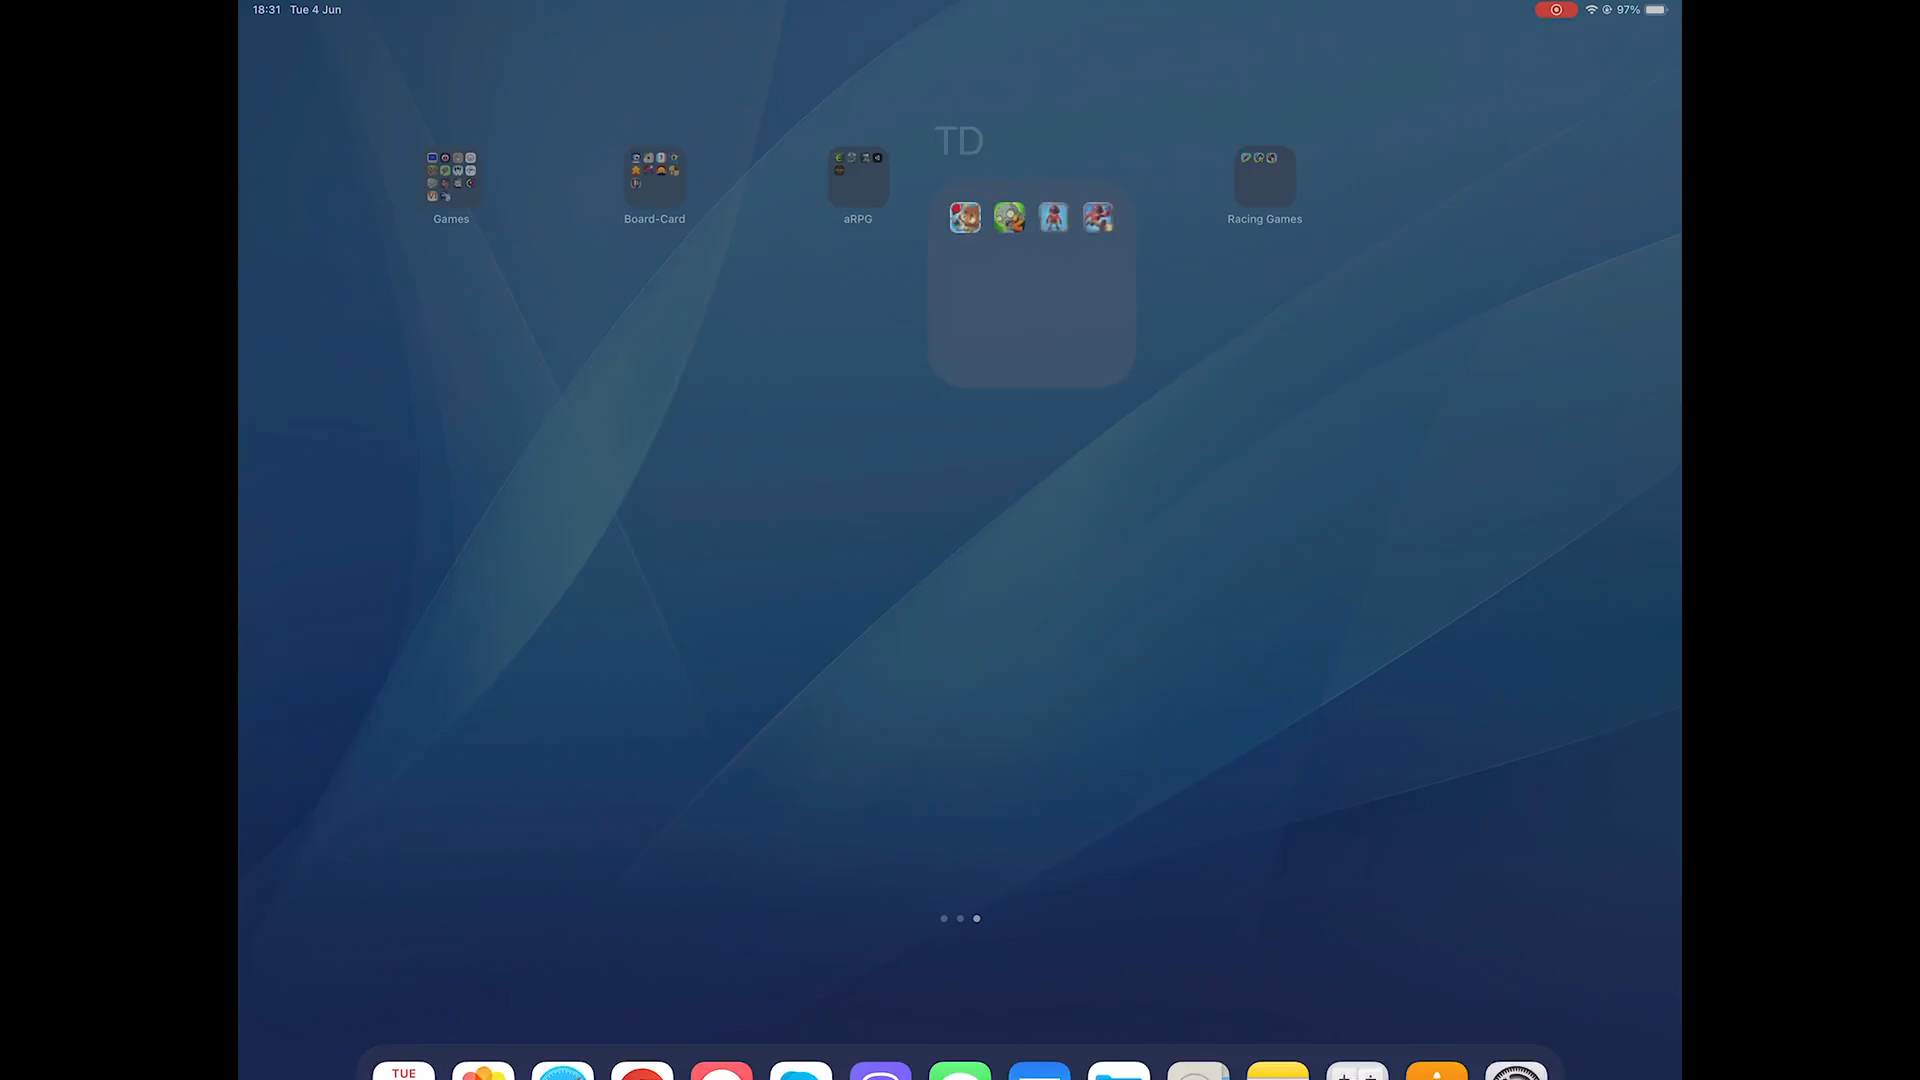 18:31 Tue 4 Jun
97%
TD
Games
Board-Card
aRPG
Racing Games
TUE